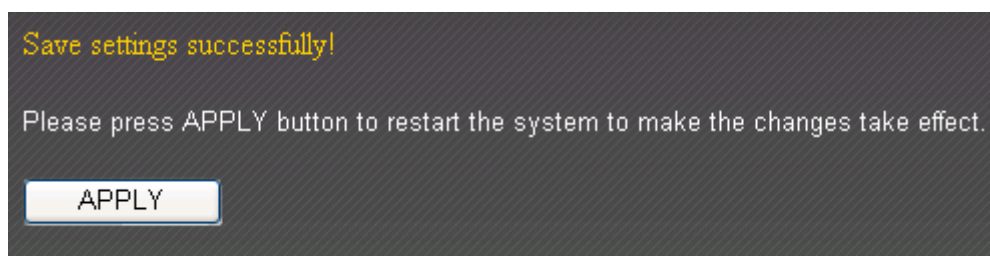 Save settings successfully!
Please press APPLY button to restart the system to make the changes take effect.
APPLY